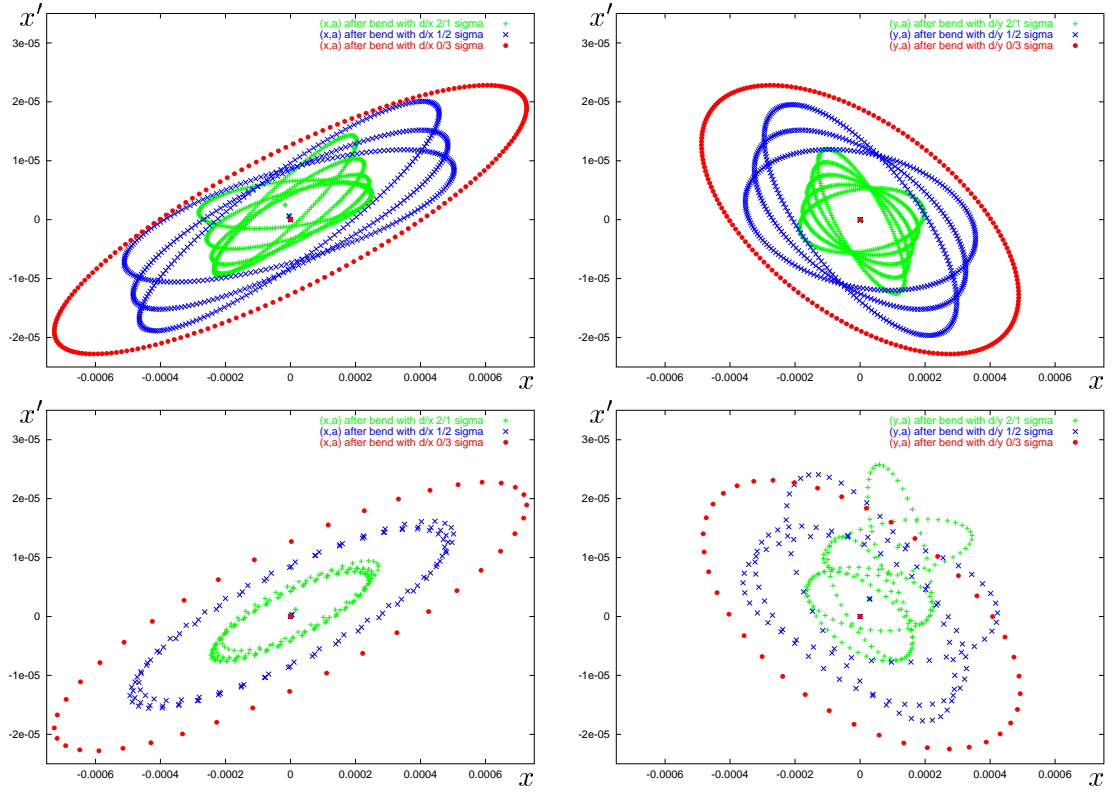 x′
(x,a) after bend with d/x 2/1 sigma
(x,a) after bend with d/x 1/2 sigma
(x,a) after bend with d/x 0/3 sigma
3e-05
2e-05
1e-05
0
-1e-05
-2e-05
-0.0006 -0.0004 -0.0002 0 0.0002 0.0004 0.0006
x
x′
(y,a) after bend with d/y 2/1 sigma
(y,a) after bend with d/y 1/2 sigma
(y,a) after bend with d/y 0/3 sigma
3e-05
2e-05
1e-05
0
-1e-05
-2e-05
-0.0006 -0.0004 -0.0002 0 0.0002 0.0004 0.0006
x
x′
(x,a) after bend with d/x 2/1 sigma
(x,a) after bend with d/x 1/2 sigma
(x,a) after bend with d/x 0/3 sigma
3e-05
2e-05
1e-05
0
-1e-05
-2e-05
-0.0006 -0.0004 -0.0002 0 0.0002 0.0004 0.0006
x
x′
(y,a) after bend with d/y 2/1 sigma
(y,a) after bend with d/y 1/2 sigma
(y,a) after bend with d/y 0/3 sigma
3e-05
2e-05
1e-05
0
-1e-05
-2e-05
-0.0006 -0.0004 -0.0002 0 0.0002 0.0004 0.0006
x